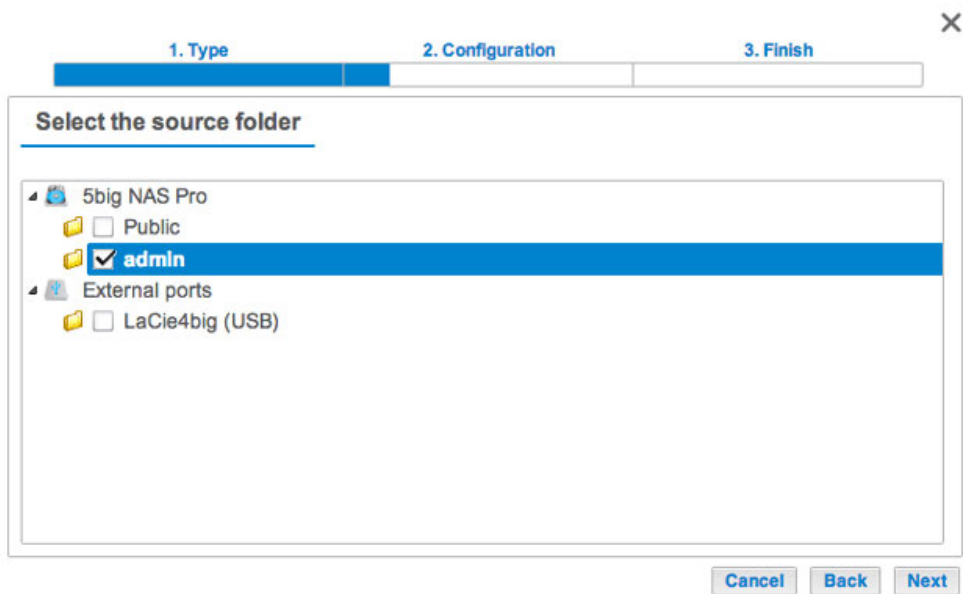 1. Type 2. Configuration 3. Finish
Select the source folder
5big NAS Pro
Public
admin
External ports
LaCie4big (USB)
Cancel Back Next